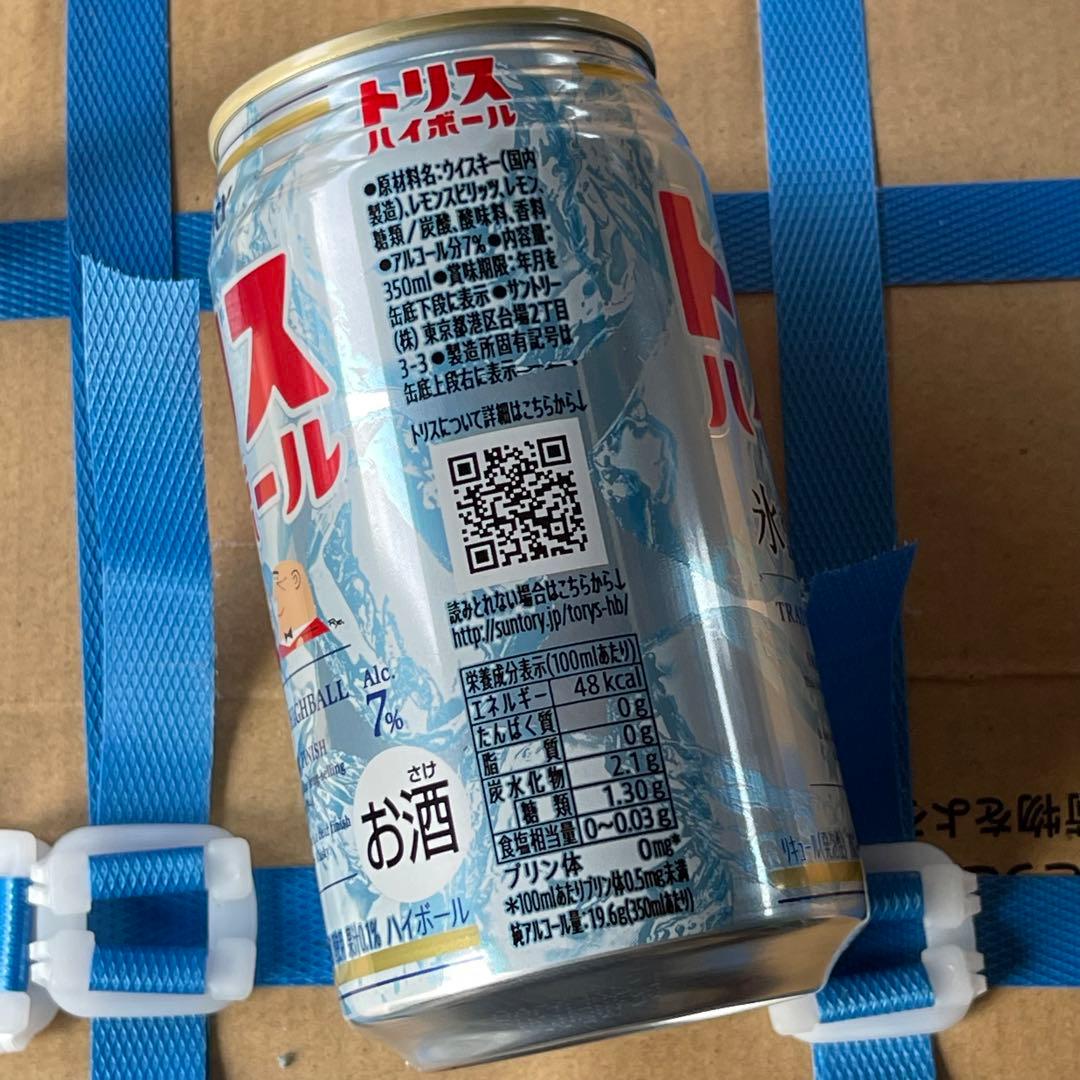 トリス
ハイボール
●原材料名:ウイスキー(国内
製造)、レモンスピリッツ、レモン、
糖類/炭酸、酸味料、香料
●アルコール分7%●内容量:
350ml●賞味期限:年月を
缶底下段に表示●サントリー
(株) 東京都港区台場2丁目
3-3●製造所固有記号は
缶底上段右に表示
トリスについて詳細はこちらから↓
読みとれない場合はこちらから↓
http://suntory.jp/torys-hb/
栄養成分表示(100mlあたり)
エネルギー 48kcal
たんぱく質 0g
脂質 0g
炭水化物 2.1g
糖類 1.30g
食塩相当量 0〜0.03g
プリン体 0mg*
*100mlあたりプリン体0.5mg未満
純アルコール量:19.6g(350mlあたり)
ス
ール
Alc.
7%
さけ
お酒
果汁0.1% ハイボール
ト
ハイ
氷
リキュール